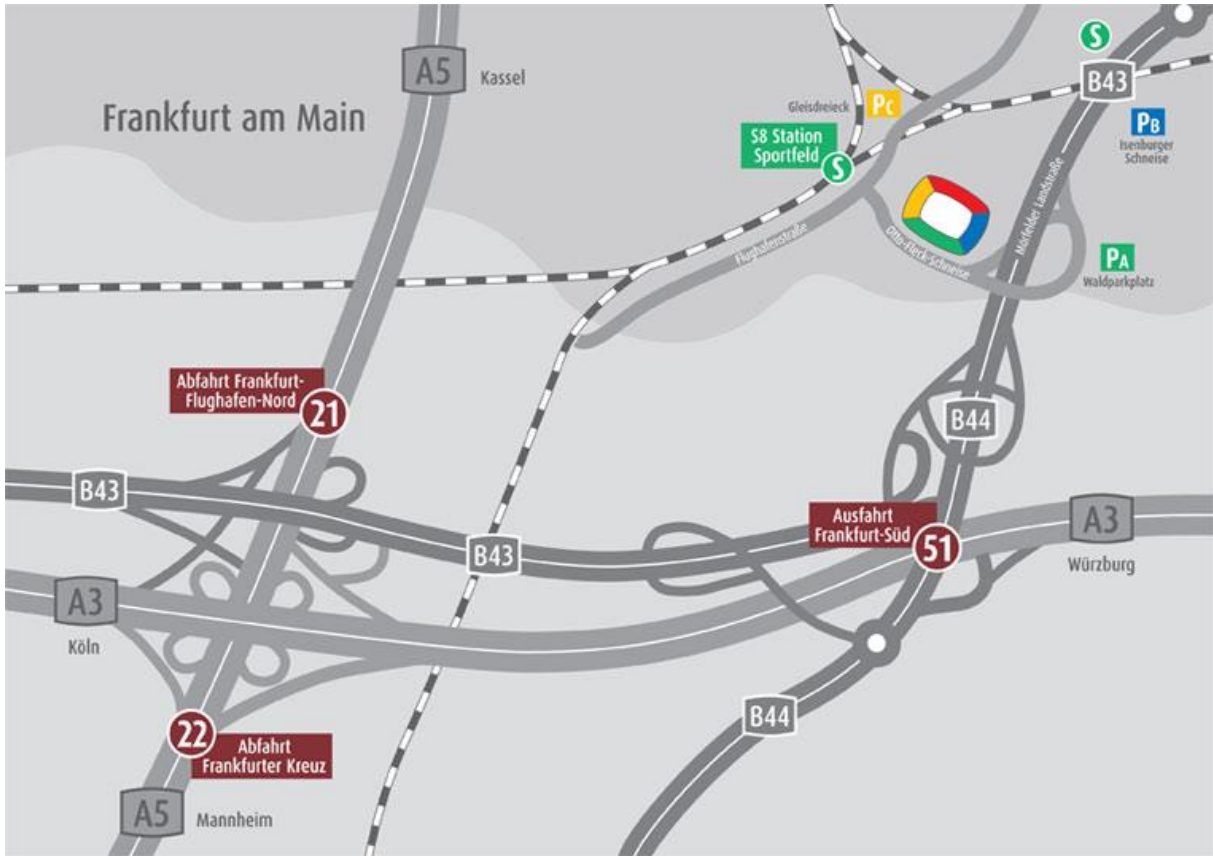 A5
Kassel
Frankfurt am Main
S
B43
Gleisdreieck
PC
PB
Isenburger
Schneise
S8 Station
Sportfeld
S
Mörfelder Landstraße
Flughafenstraße
Otto-Fleck-Schneise
PA
Waldparkplatz
Abfahrt Frankfurt-
Flughafen-Nord
21
B44
B43
B43
Ausfahrt
Frankfurt-Süd
51
A3
Würzburg
A3
Köln
22
Abfahrt
Frankfurter Kreuz
B44
A5
Mannheim